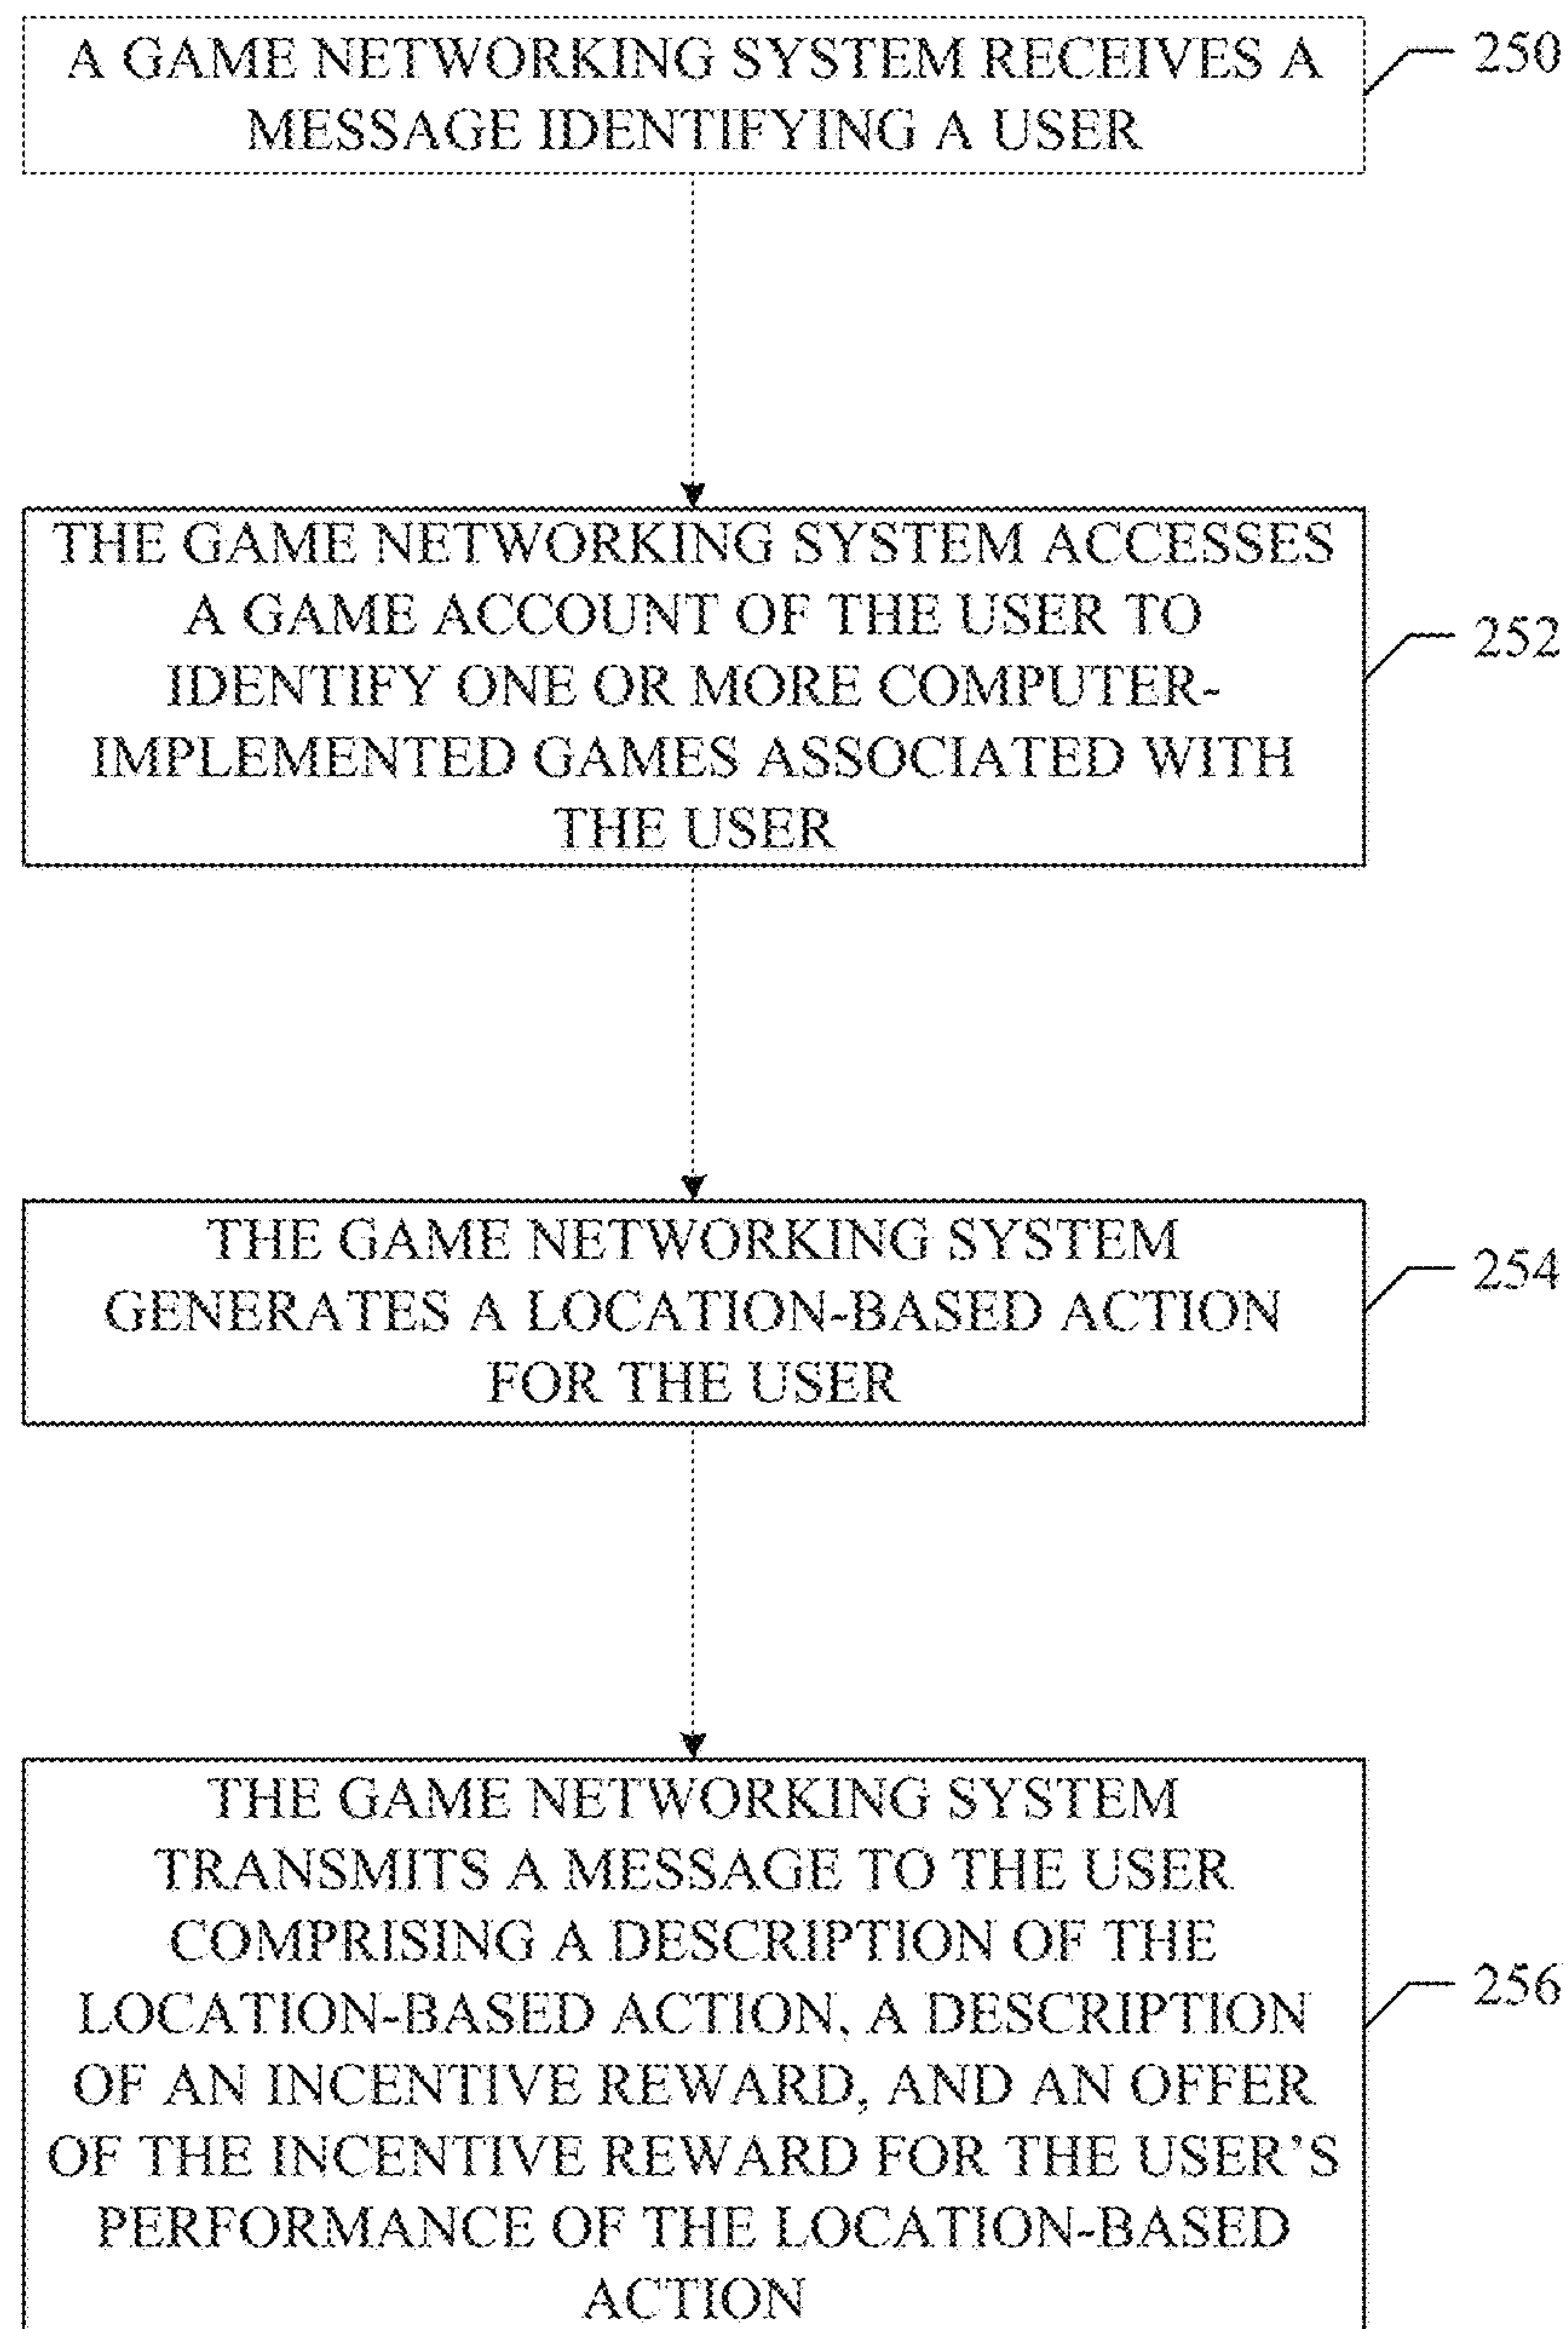 A GAME NETWORKING SYSTEM RECEIVES A
MESSAGE IDENTIFYING A USER
250
THE GAME NETWORKING SYSTEM ACCESSES
A GAME ACCOUNT OF THE USER TO
IDENTIFY ONE OR MORE COMPUTER-
IMPLEMENTED GAMES ASSOCIATED WITH
THE USER
252
THE GAME NETWORKING SYSTEM
GENERATES A LOCATION-BASED ACTION
FOR THE USER
254
THE GAME NETWORKING SYSTEM
TRANSMITS A MESSAGE TO THE USER
COMPRISING A DESCRIPTION OF THE
LOCATION-BASED ACTION, A DESCRIPTION
OF AN INCENTIVE REWARD, AND AN OFFER
OF THE INCENTIVE REWARD FOR THE USER’S
PERFORMANCE OF THE LOCATION-BASED
ACTION
256